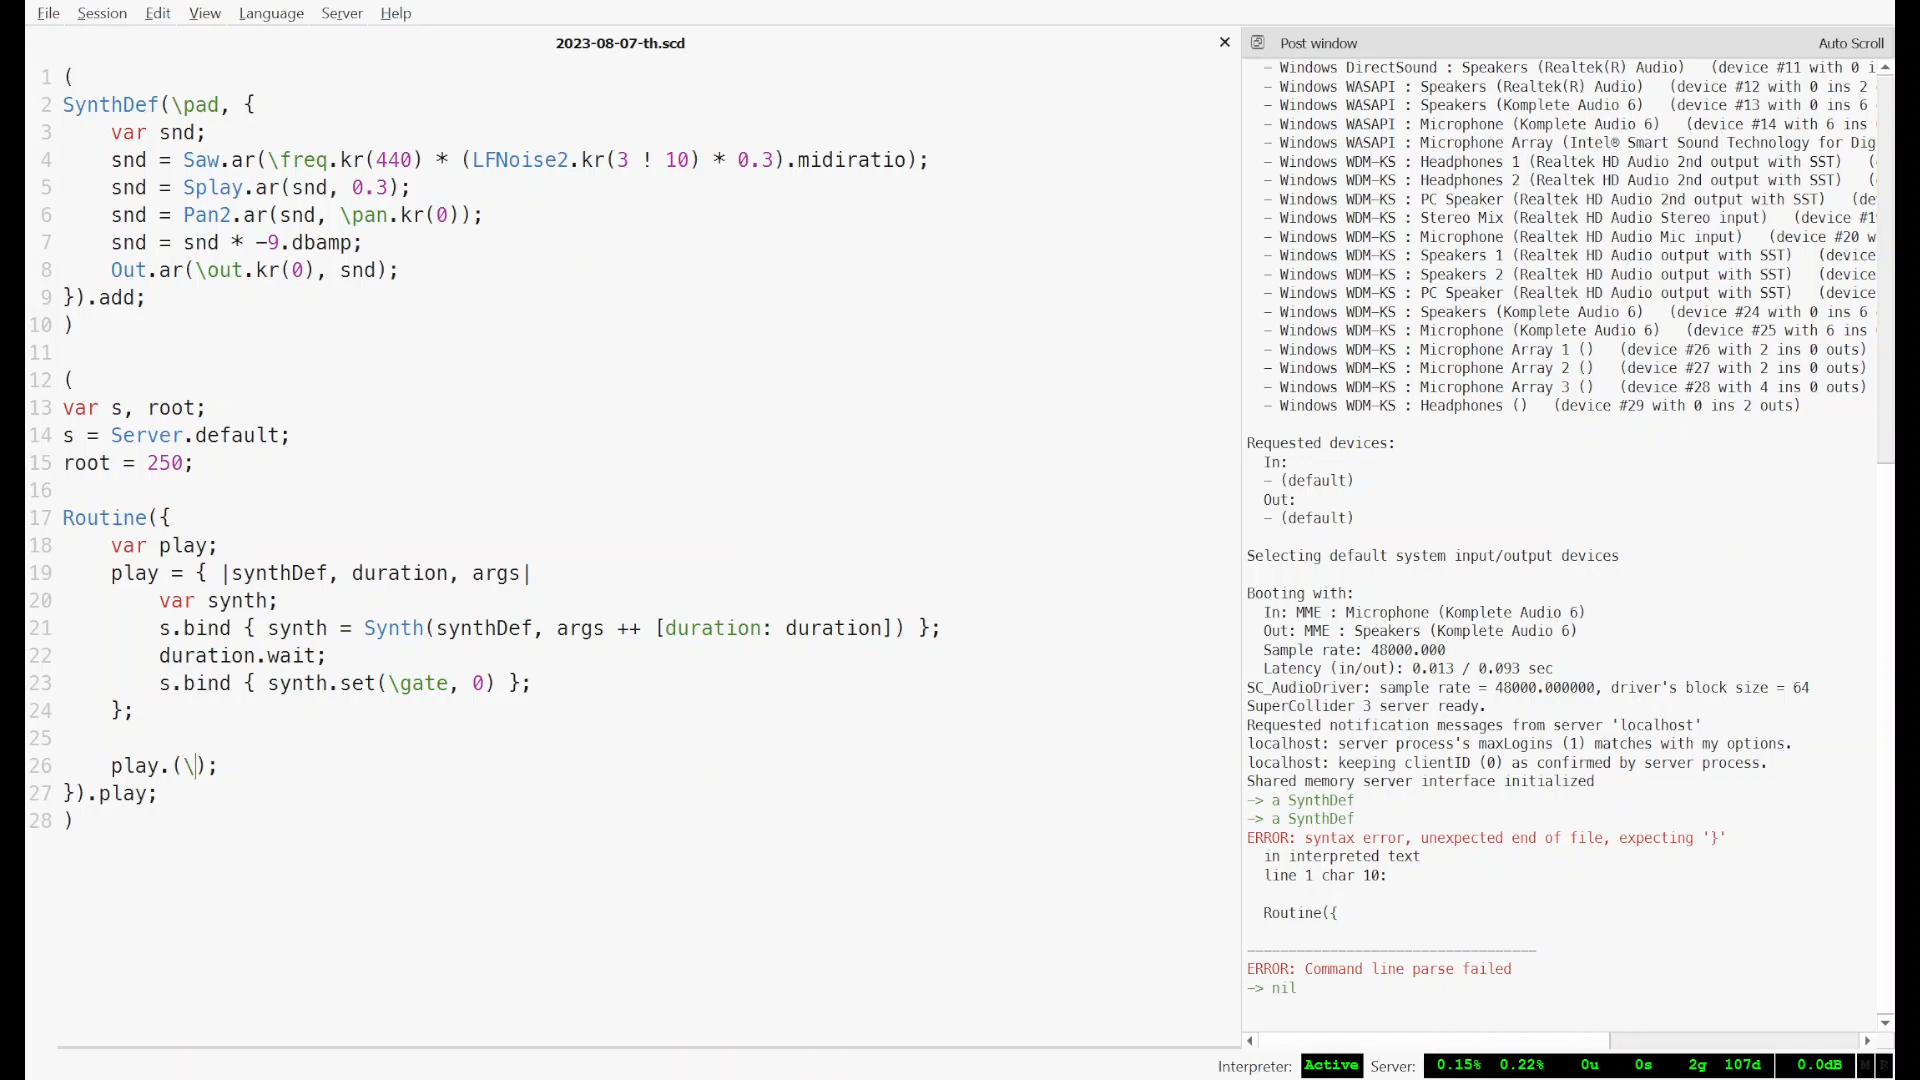 File Session Edit View Language Server Help
2023-08-07-th.scd
1 (
2 SynthDef(\pad, {
3 var snd;
4 snd = Saw.ar(\freq.kr(440) * (LFNoise2.kr(3 ! 10) * 0.3).midiratio);
5 snd = Splay.ar(snd, 0.3);
6 snd = Pan2.ar(snd, \pan.kr(0));
7 snd = snd * -9.dbamp;
8 Out.ar(\out.kr(0), snd);
9 }).add;
10 )
11
12 (
13 var s, root;
14 s = Server.default;
15 root = 250;
16
17 Routine({
18 var play;
19 play = { |synthDef, duration, args|
20 var synth;
21 s.bind { synth = Synth(synthDef, args ++ [duration: duration]) };
22 duration.wait;
23 s.bind { synth.set(\gate, 0) };
24 };
25
26 play.(\);
27 }).play;
28 )
Post window Auto Scroll
- Windows DirectSound : Speakers (Realtek(R) Audio) (device #11 with 0 i
- Windows WASAPI : Speakers (Realtek(R) Audio) (device #12 with 0 ins 2
- Windows WASAPI : Speakers (Komplete Audio 6) (device #13 with 0 ins 6
- Windows WASAPI : Microphone (Komplete Audio 6) (device #14 with 6 ins
- Windows WASAPI : Microphone Array (Intel® Smart Sound Technology for Dig
- Windows WDM-KS : Headphones 1 (Realtek HD Audio 2nd output with SST) (
- Windows WDM-KS : Headphones 2 (Realtek HD Audio 2nd output with SST) (
- Windows WDM-KS : PC Speaker (Realtek HD Audio 2nd output with SST) (de
- Windows WDM-KS : Stereo Mix (Realtek HD Audio Stereo input) (device #1
- Windows WDM-KS : Microphone (Realtek HD Audio Mic input) (device #20 w
- Windows WDM-KS : Speakers 1 (Realtek HD Audio output with SST) (device
- Windows WDM-KS : Speakers 2 (Realtek HD Audio output with SST) (device
- Windows WDM-KS : PC Speaker (Realtek HD Audio output with SST) (device
- Windows WDM-KS : Speakers (Komplete Audio 6) (device #24 with 0 ins 6
- Windows WDM-KS : Microphone (Komplete Audio 6) (device #25 with 6 ins
- Windows WDM-KS : Microphone Array 1 () (device #26 with 2 ins 0 outs)
- Windows WDM-KS : Microphone Array 2 () (device #27 with 2 ins 0 outs)
- Windows WDM-KS : Microphone Array 3 () (device #28 with 4 ins 0 outs)
- Windows WDM-KS : Headphones () (device #29 with 0 ins 2 outs)
Requested devices:
In:
- (default)
Out:
- (default)
Selecting default system input/output devices
Booting with:
In: MME : Microphone (Komplete Audio 6)
Out: MME : Speakers (Komplete Audio 6)
Sample rate: 48000.000
Latency (in/out): 0.013 / 0.093 sec
SC_AudioDriver: sample rate = 48000.000000, driver's block size = 64
SuperCollider 3 server ready.
Requested notification messages from server 'localhost'
localhost: server process's maxLogins (1) matches with my options.
localhost: keeping clientID (0) as confirmed by server process.
Shared memory server interface initialized
-> a SynthDef
-> a SynthDef
ERROR: syntax error, unexpected end of file, expecting '}'
in interpreted text
line 1 char 10:
Routine({
-----------------------------------
ERROR: Command line parse failed
-> nil
Interpreter: Active Server: 0.15% 0.22% 0u 0s 2g 107d 0.0dB M R